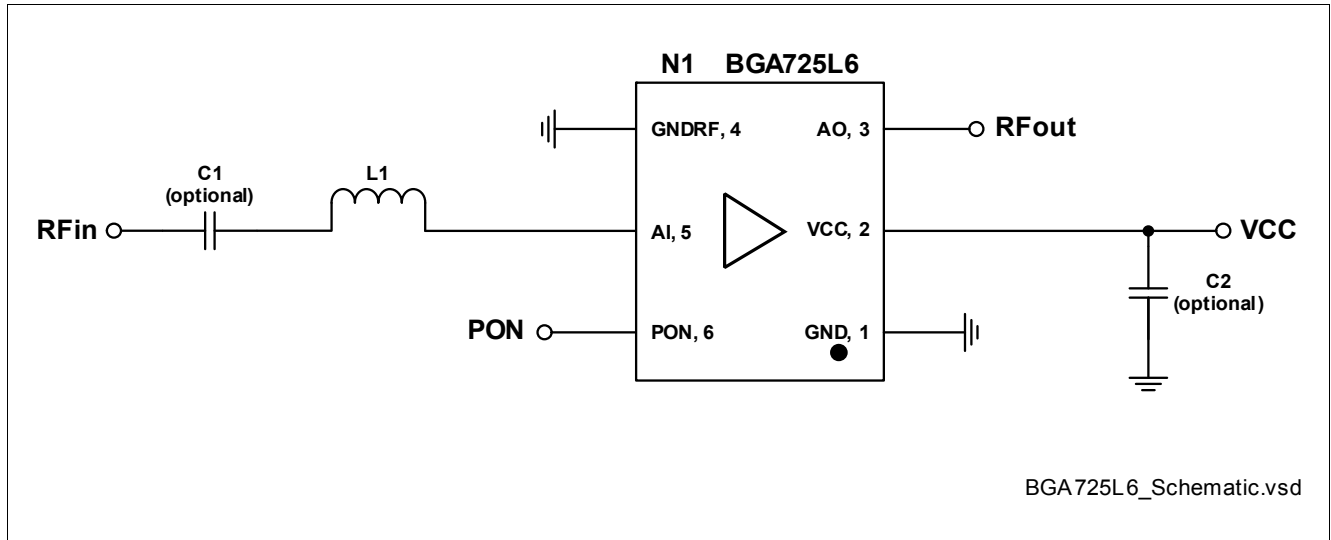 N1 BGA725L6
GNDRF, 4
AO, 3
RFout
C1
(optional)
L1
RFin
AI, 5
VCC, 2
VCC
C2
(optional)
PON
PON, 6
GND, 1
BGA725L6_Schematic.vsd